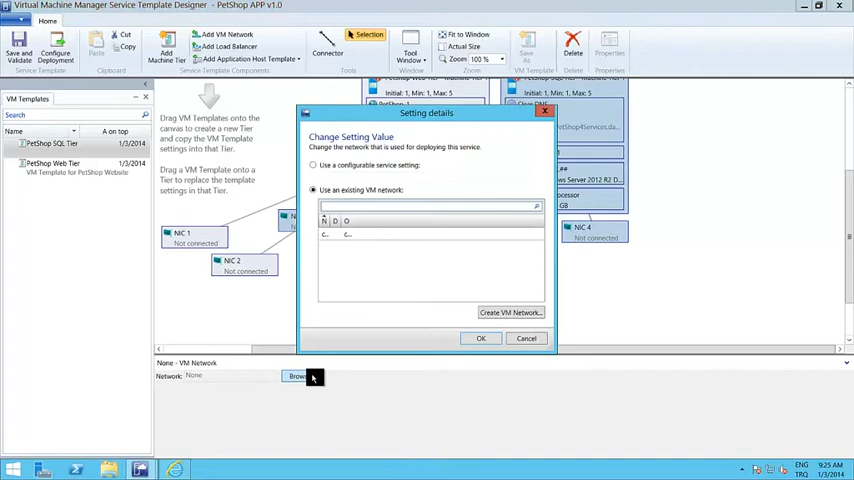 Virtual Machine Manager Service Template Designer - PetShop APP v1.0
Home
Save and Validate
Configure Deployment
Service Template
Paste
Cut
Copy
Clipboard
Add Machine Tier
Add VM Network
Add Load Balancer
Add Application Host Template
Service Template Components
Connector
Selection
Tools
Tool Window
Window
Fit to Window
Actual Size
Zoom 100 %
Zoom
VM Template
Delete
Delete
Properties
Properties
VM Templates
Search
Name
A on top
PetShop SQL Tier 1/3/2014
PetShop Web Tier 1/3/2014
VM Template for PetShop Website
Drag VM Templates onto the canvas to create a new Tier and copy the VM Template settings into that Tier.
Drag a VM Template onto a Tier to replace the template settings in that Tier.
Initial: 1, Min: 1, Max: 5
Initial: 1, Min: 1, Max: 5
PetShop4Services.da...
.##
Windows Server 2012 R2 D...
ocessor
GB
NIC 1
Not connected
NIC 2
Not connected
NIC 4
Not connected
Setting details
Change Setting Value
Change the network that is used for deploying this service.
Use a configurable service setting:
Use an existing VM network:
N D. O
c... c...
Create VM Network...
OK
Cancel
None - VM Network
Network: None
Brows
ENG
TRQ
9:25 AM
1/3/2014